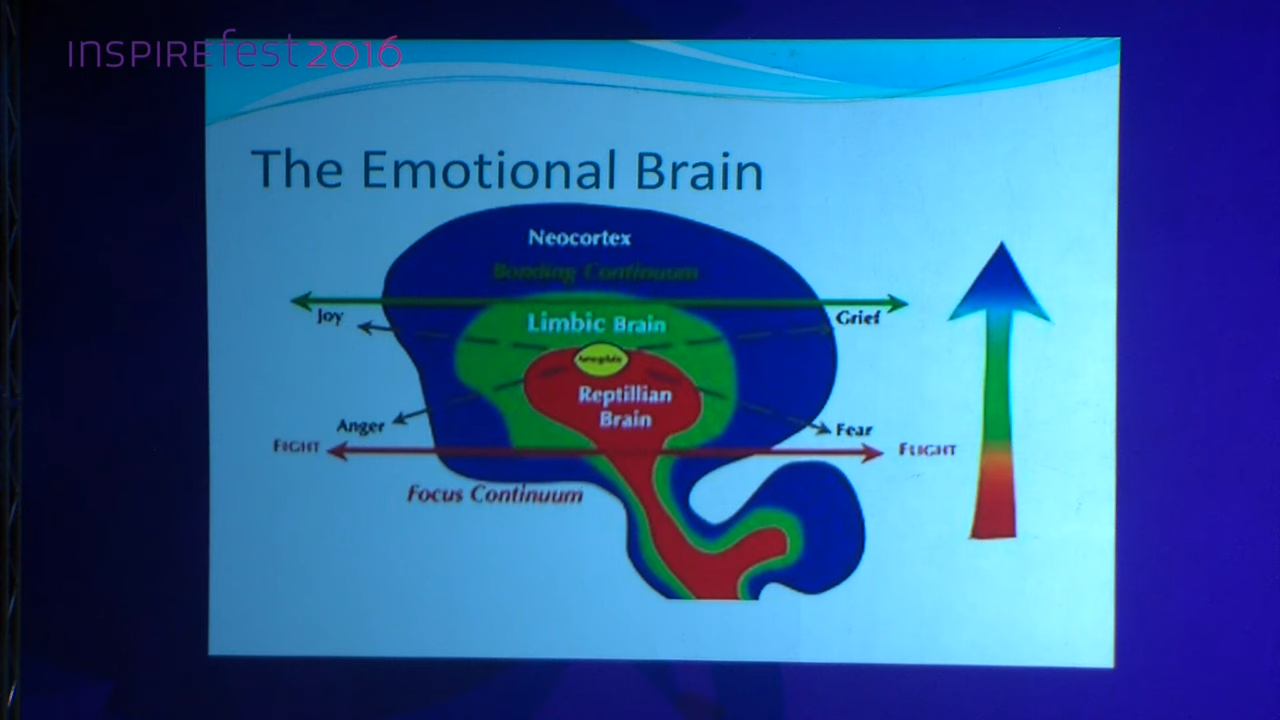 INSPIREfest2016
The Emotional Brain
Neocortex
Bonding Continuum
Joy
Limbic Brain
Grief
Amygdala
Reptillian
Brain
Anger
Fear
FIGHT
FLIGHT
Focus Continuum